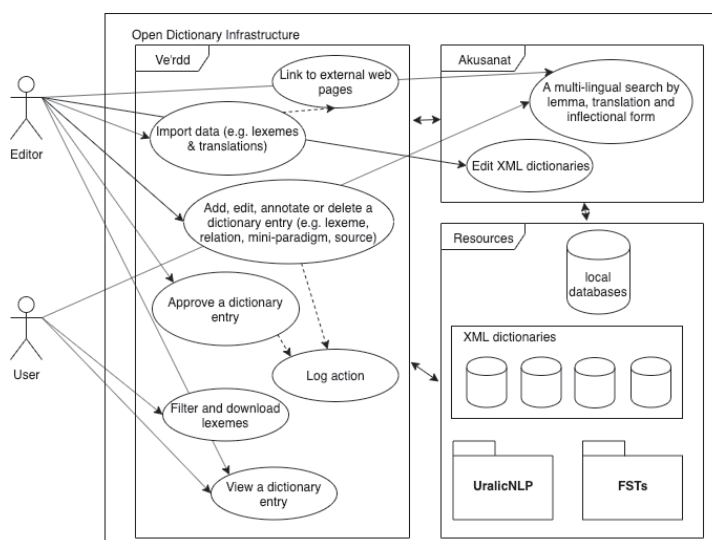 Open Dictionary Infrastructure
Ve'rdd
Akusanat
Link to external web
pages
A multi-lingual search by
lemma, translation and
inflectional form
Editor
Import data (e.g. lexemes
& translations)
Edit XML dictionaries
Add, edit, annotate or delete a
dictionary entry (e.g. lexeme,
relation, mini-paradigm, source)
Resources
local
databases
Approve a dictionary
entry
User
XML dictionaries
Log action
Filter and download
lexemes
View a dictionary
entry
UralicNLP
FSTs